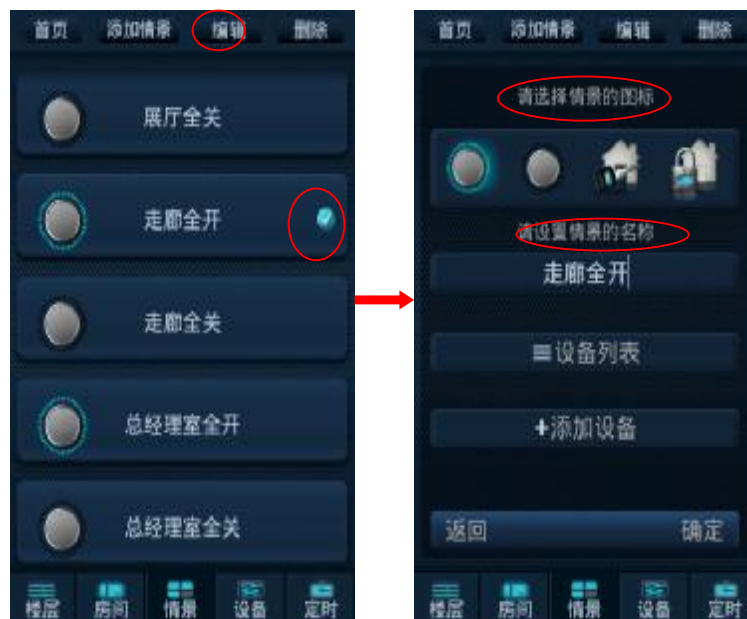 首页 添加情景 编辑 删除
展厅全关
走廊全开
走廊全关
总经理室全开
总经理室全关
楼层 房间 情景 设备 定时
首页 添加情景 编辑 删除
请选择情景的图标
请设置情景的名称
走廊全开
设备列表
+添加设备
返回 确定
楼层 房间 情景 设备 定时